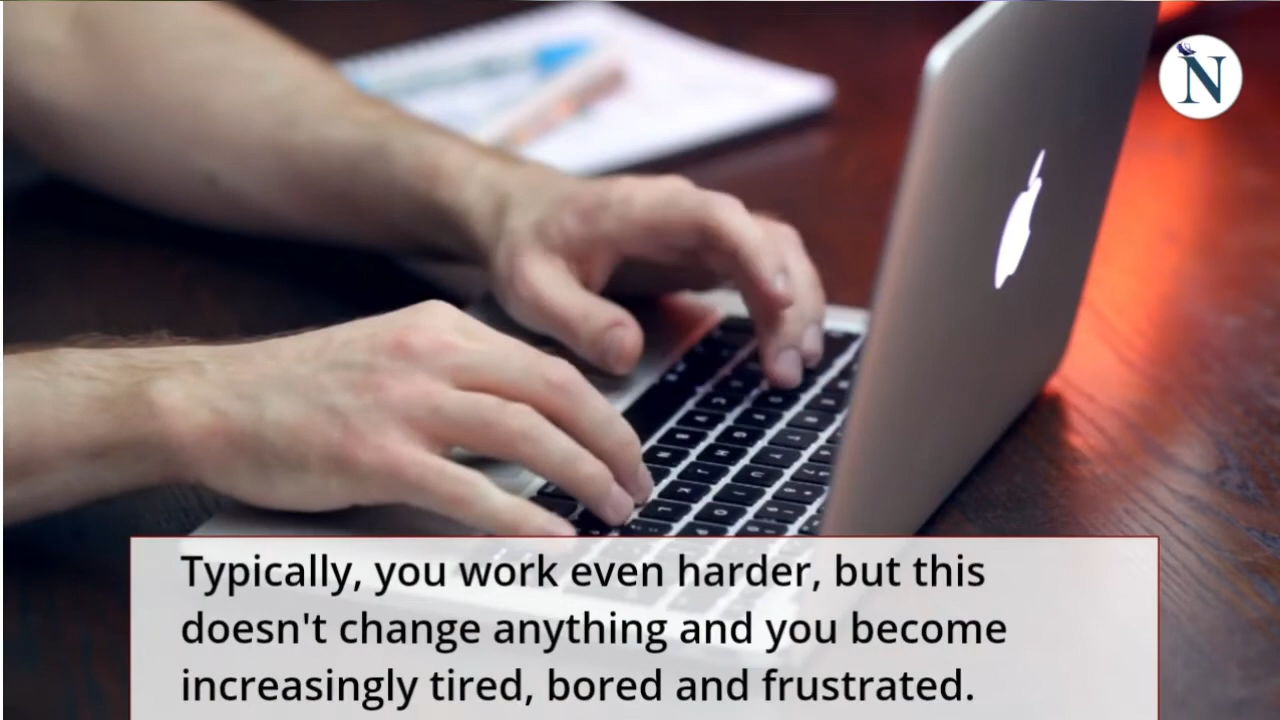 N
Typically, you work even harder, but this
doesn't change anything and you become
increasingly tired, bored and frustrated.